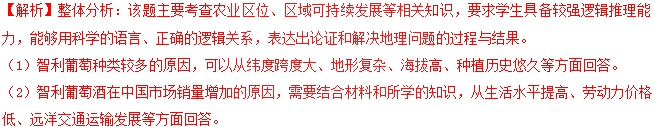 【解析】整体分析：该题主要考查农业区位、区域可持续发展等相关知识，要求学生具备较强逻辑推理能
力，能够用科学的语言、正确的逻辑关系，表达出论证和解决地理问题的过程与结果。
（1）智利葡萄种类较多的原因，可以从纬度跨度大、地形复杂、海拔高、种植历史悠久等方面回答。
（2）智利葡萄酒在中国市场销量增加的原因，需要结合材料和所学的知识，从生活水平提高、劳动力价格
低、远洋交通运输发展等方面回答。